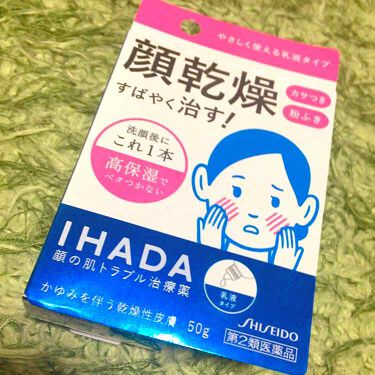 やさしく使える乳液タイプ
顔乾燥
すばやく治す!
カサつき
粉ふき
洗顔後に
これ1本
高保湿で
ベタつかない
IHADA
顔の肌トラブル治療薬
乳液
タイプ
かゆみを伴う乾燥性皮膚 50g
SHISEIDO
第2類医薬品